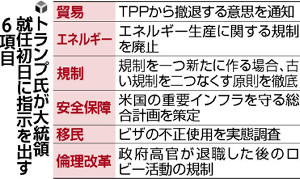 トランプ氏が大統領
就任初日に指示を出す
6項目
貿易
TPPから撤退する意思を通知
エネルギー
エネルギー生産に関する規制
を廃止
規制
規制を一つ新たに作る場合、古
い規制を二つなくす原則を徹底
安全保障
米国の重要インフラを守る総
合計画を策定
移民
ビザの不正使用を実態調査
倫理改革
政府高官が退職した後のロ
ビー活動の規制